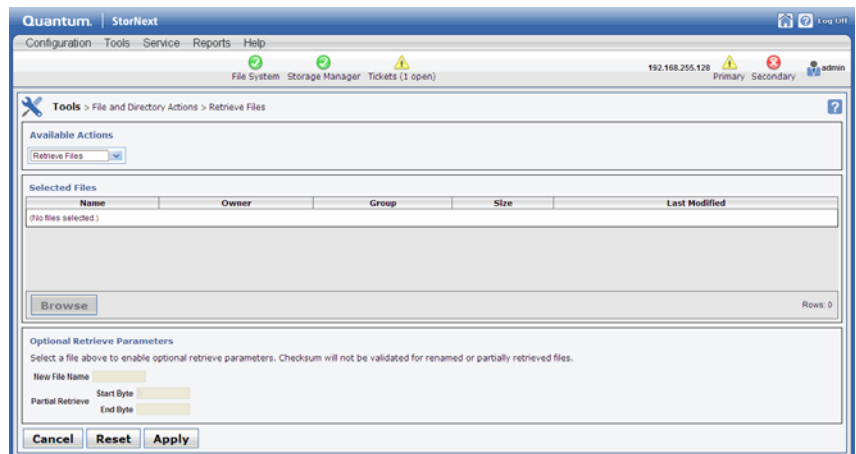 Quantum. StorNext Log Off
Configuration Tools Service Reports Help
File System Storage Manager Tickets (1 open) 192.168.255.128 Primary Secondary admin
Tools > File and Directory Actions > Retrieve Files ?
Available Actions
Retrieve Files
Selected Files
Name Owner Group Size Last Modified
(No files selected.)
Browse Rows: 0
Optional Retrieve Parameters
Select a file above to enable optional retrieve parameters. Checksum will not be validated for renamed or partially retrieved files.
New File Name
Partial Retrieve Start Byte
End Byte
Cancel Reset Apply